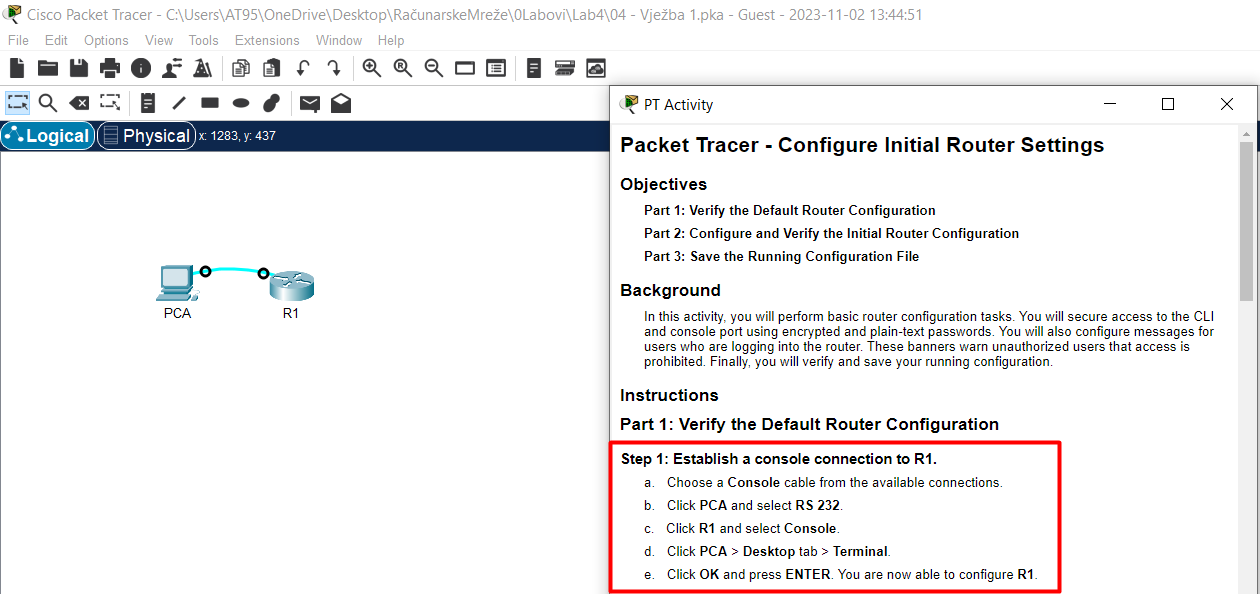 Cisco Packet Tracer - C:\Users\AT95\OneDrive\Desktop\RačunarskeMreže\0Labovi\Lab4\04 - Vježba 1.pka - Guest - 2023-11-02 13:44:51
File Edit Options View Tools Extensions Window Help
Logical Physical x: 1283, y: 437
PCA
R1
PT Activity
Packet Tracer - Configure Initial Router Settings
Objectives
Part 1: Verify the Default Router Configuration
Part 2: Configure and Verify the Initial Router Configuration
Part 3: Save the Running Configuration File
Background
In this activity, you will perform basic router configuration tasks. You will secure access to the CLI
and console port using encrypted and plain-text passwords. You will also configure messages for
users who are logging into the router. These banners warn unauthorized users that access is
prohibited. Finally, you will verify and save your running configuration.
Instructions
Part 1: Verify the Default Router Configuration
Step 1: Establish a console connection to R1.
a. Choose a Console cable from the available connections.
b. Click PCA and select RS 232.
c. Click R1 and select Console.
d. Click PCA > Desktop tab > Terminal.
e. Click OK and press ENTER. You are now able to configure R1.